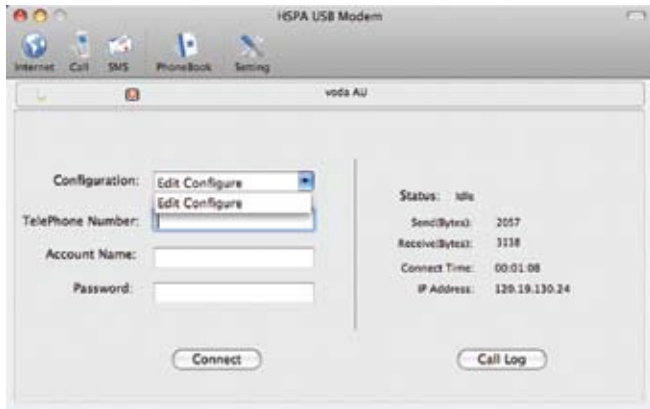 HSPA USB Modem
Internet Call SMS PhoneBook Setting
voda AU
Configuration: Edit Configure
Edit Configure
TelePhone Number:
Account Name:
Password:
Connect
Status: Idle
Send(Bytes): 2057
Receive(Bytes): 3138
Connect Time: 00:01:08
IP Address: 120.19.130.24
Call Log